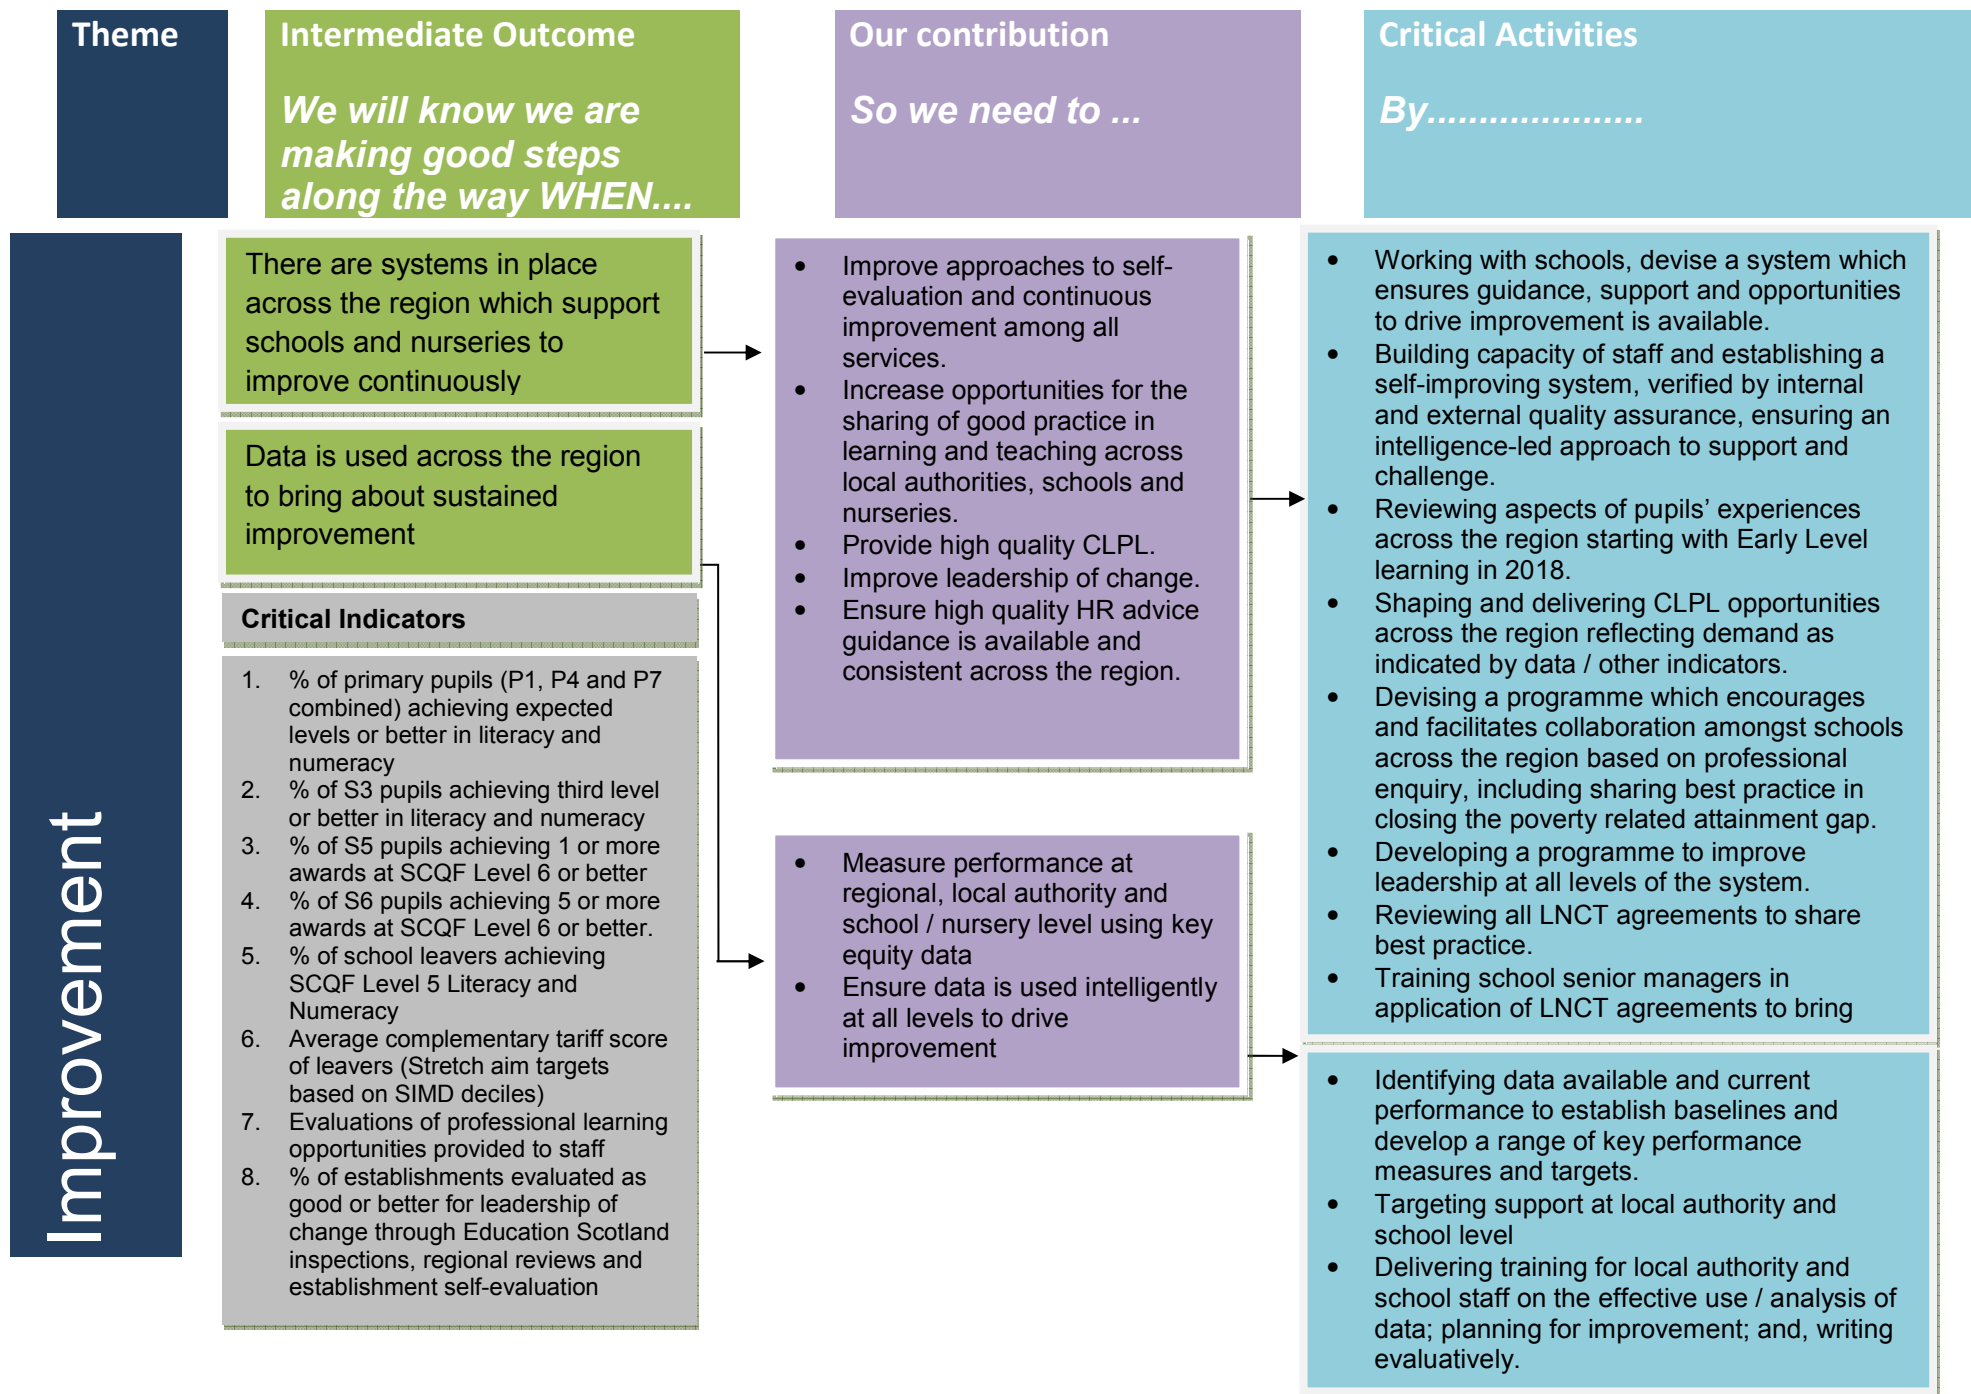 Theme
Intermediate Outcome
We will know we are
making good steps
along the way WHEN....
Our contribution
So we need to ...
Critical Activities
By.....................
Improvement
There are systems in place
across the region which support
schools and nurseries to
improve continuously
Data is used across the region
to bring about sustained
improvement
Critical Indicators
1. % of primary pupils (P1, P4 and P7
combined) achieving expected
levels or better in literacy and
numeracy
2. % of S3 pupils achieving third level
or better in literacy and numeracy
3. % of S5 pupils achieving 1 or more
awards at SCQF Level 6 or better
4. % of S6 pupils achieving 5 or more
awards at SCQF Level 6 or better.
5. % of school leavers achieving
SCQF Level 5 Literacy and
Numeracy
6. Average complementary tariff score
of leavers (Stretch aim targets
based on SIMD deciles)
7. Evaluations of professional learning
opportunities provided to staff
8. % of establishments evaluated as
good or better for leadership of
change through Education Scotland
inspections, regional reviews and
establishment self-evaluation
• Improve approaches to self-
evaluation and continuous
improvement among all
services.
• Increase opportunities for the
sharing of good practice in
learning and teaching across
local authorities, schools and
nurseries.
• Provide high quality CLPL.
• Improve leadership of change.
• Ensure high quality HR advice
guidance is available and
consistent across the region.
• Measure performance at
regional, local authority and
school / nursery level using key
equity data
• Ensure data is used intelligently
at all levels to drive
improvement
• Working with schools, devise a system which
ensures guidance, support and opportunities
to drive improvement is available.
• Building capacity of staff and establishing a
self-improving system, verified by internal
and external quality assurance, ensuring an
intelligence-led approach to support and
challenge.
• Reviewing aspects of pupils’ experiences
across the region starting with Early Level
learning in 2018.
• Shaping and delivering CLPL opportunities
across the region reflecting demand as
indicated by data / other indicators.
• Devising a programme which encourages
and facilitates collaboration amongst schools
across the region based on professional
enquiry, including sharing best practice in
closing the poverty related attainment gap.
• Developing a programme to improve
leadership at all levels of the system.
• Reviewing all LNCT agreements to share
best practice.
• Training school senior managers in
application of LNCT agreements to bring
• Identifying data available and current
performance to establish baselines and
develop a range of key performance
measures and targets.
• Targeting support at local authority and
school level
• Delivering training for local authority and
school staff on the effective use / analysis of
data; planning for improvement; and, writing
evaluatively.